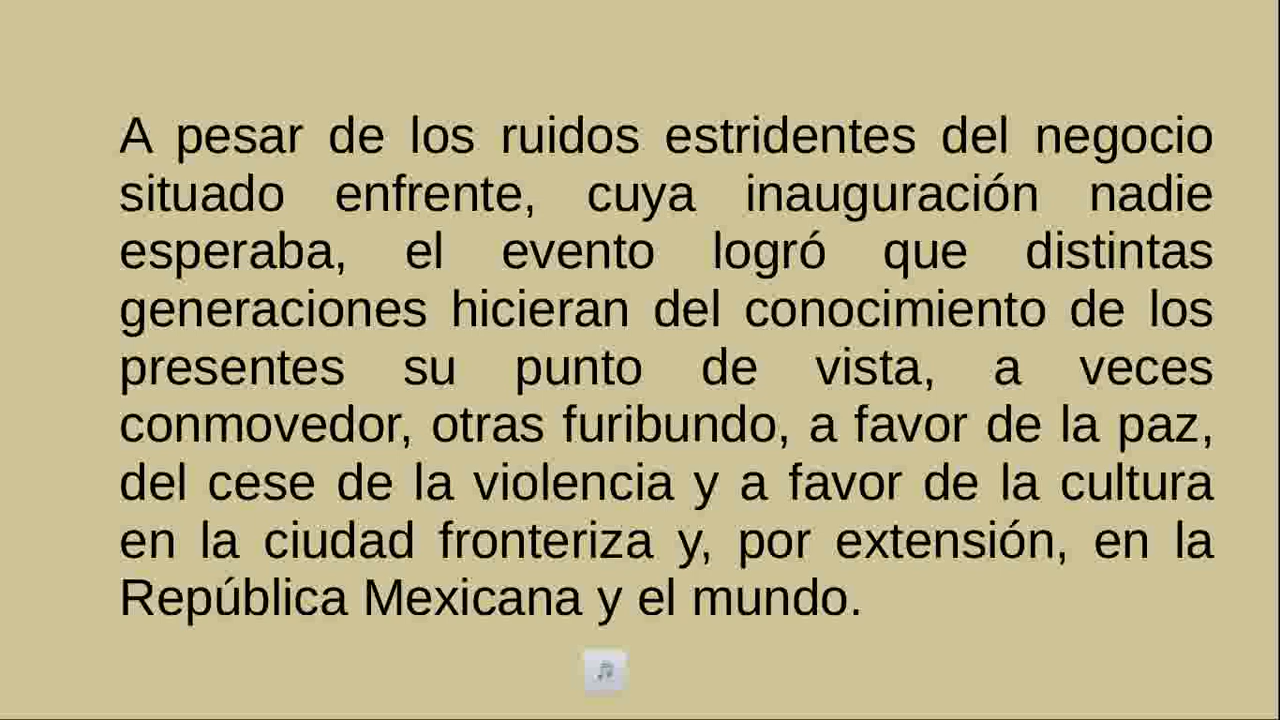 A pesar de los ruidos estridentes del negocio
situado enfrente, cuya inauguración nadie
esperaba, el evento logró que distintas
generaciones hicieran del conocimiento de los
presentes su punto de vista, a veces
conmovedor, otras furibundo, a favor de la paz,
del cese de la violencia y a favor de la cultura
en la ciudad fronteriza y, por extensión, en la
República Mexicana y el mundo.